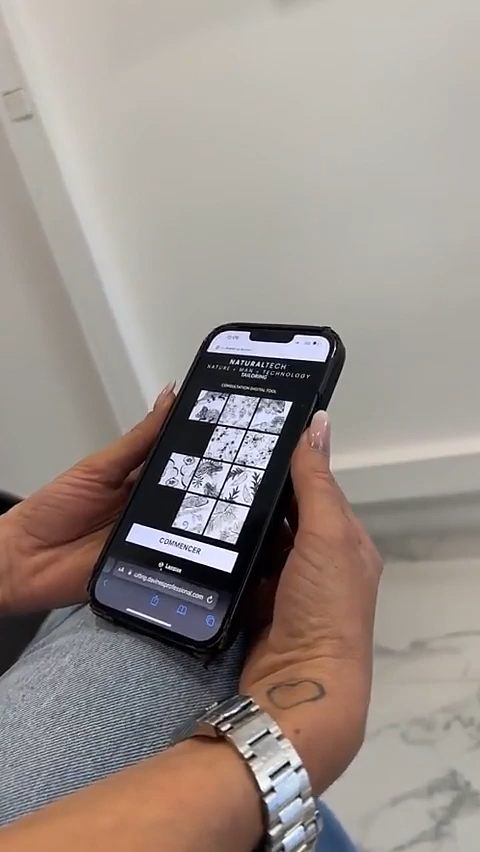 NATURALTECH
NATURE + MAN + TECHNOLOGY
TAILORING
CONSULTATION DIGITAL TOOL
COMMENCER